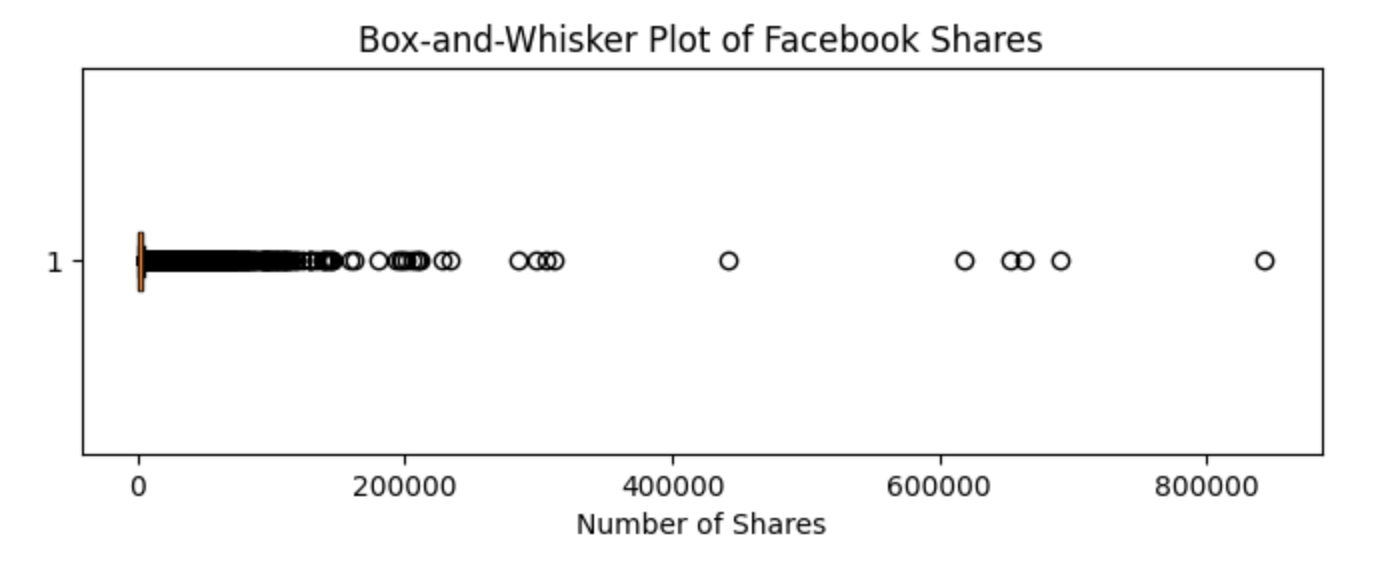 Box-and-Whisker Plot of Facebook Shares
1
0 200000 400000 600000 800000
Number of Shares